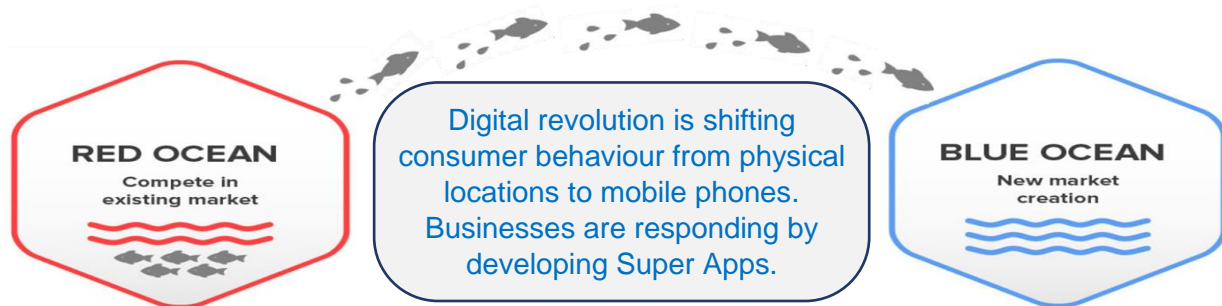 RED OCEAN
Compete in
existing market
Digital revolution is shifting
consumer behaviour from physical
locations to mobile phones.
Businesses are responding by
developing Super Apps.
BLUE OCEAN
New market
creation